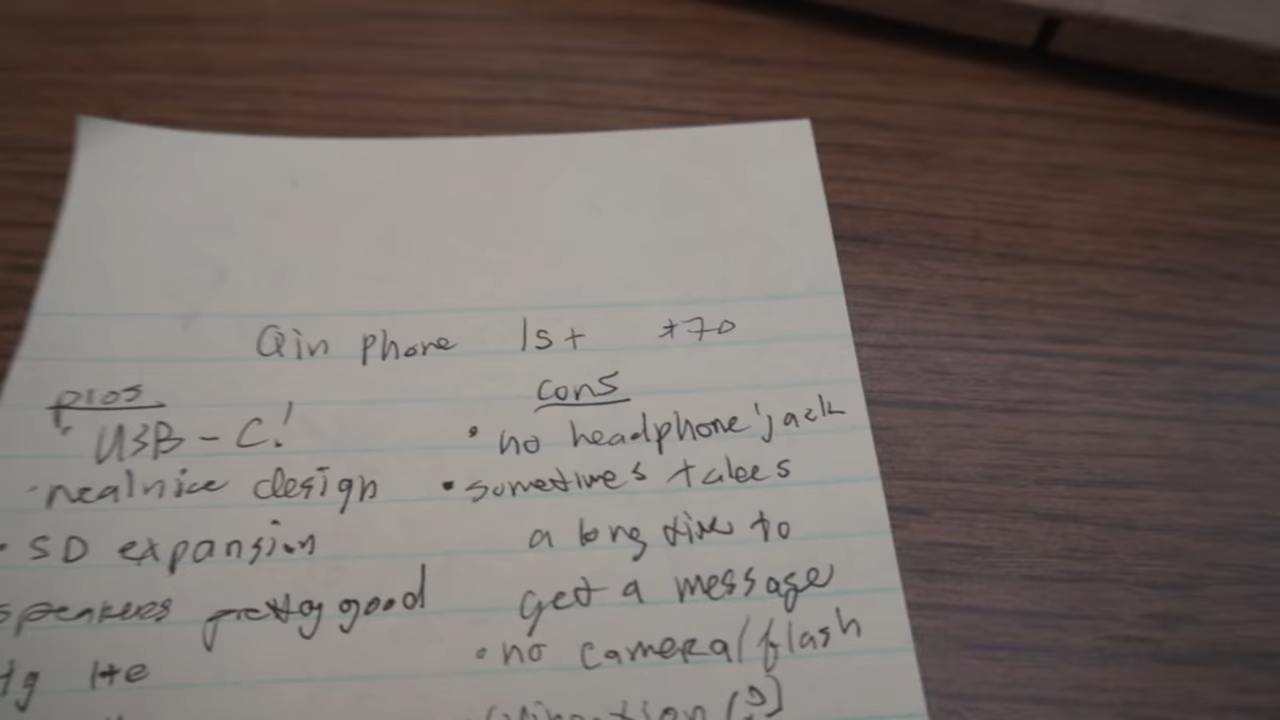 Qin phone 1s+ $70
pros
cons
USB-C!
• no headphone jack
• real nice design
• sometimes takes
• SD expansion
a long time to
speakers pretty good
get a message
4g lte
• no camera/flash
(?)